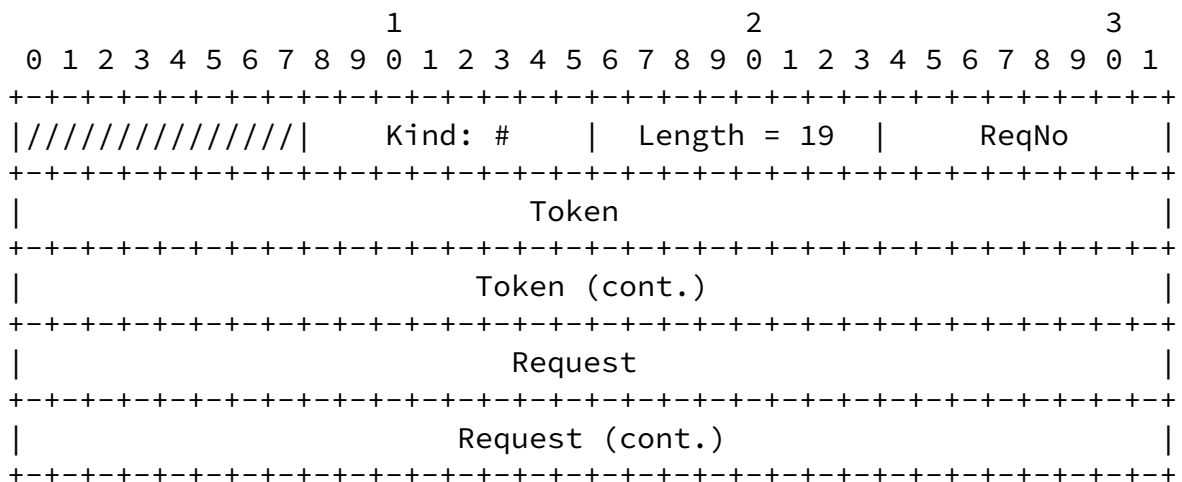 1                   2                   3
 0 1 2 3 4 5 6 7 8 9 0 1 2 3 4 5 6 7 8 9 0 1 2 3 4 5 6 7 8 9 0 1
+-+-+-+-+-+-+-+-+-+-+-+-+-+-+-+-+-+-+-+-+-+-+-+-+-+-+-+-+-+-+-+-+
|///////////////|    Kind: #    |  Length = 19  |     ReqNo     |
+-+-+-+-+-+-+-+-+-+-+-+-+-+-+-+-+-+-+-+-+-+-+-+-+-+-+-+-+-+-+-+-+
|                            Token                              |
+-+-+-+-+-+-+-+-+-+-+-+-+-+-+-+-+-+-+-+-+-+-+-+-+-+-+-+-+-+-+-+-+
|                         Token (cont.)                         |
+-+-+-+-+-+-+-+-+-+-+-+-+-+-+-+-+-+-+-+-+-+-+-+-+-+-+-+-+-+-+-+-+
|                           Request                             |
+-+-+-+-+-+-+-+-+-+-+-+-+-+-+-+-+-+-+-+-+-+-+-+-+-+-+-+-+-+-+-+-+
|                        Request (cont.)                        |
+-+-+-+-+-+-+-+-+-+-+-+-+-+-+-+-+-+-+-+-+-+-+-+-+-+-+-+-+-+-+-+-+